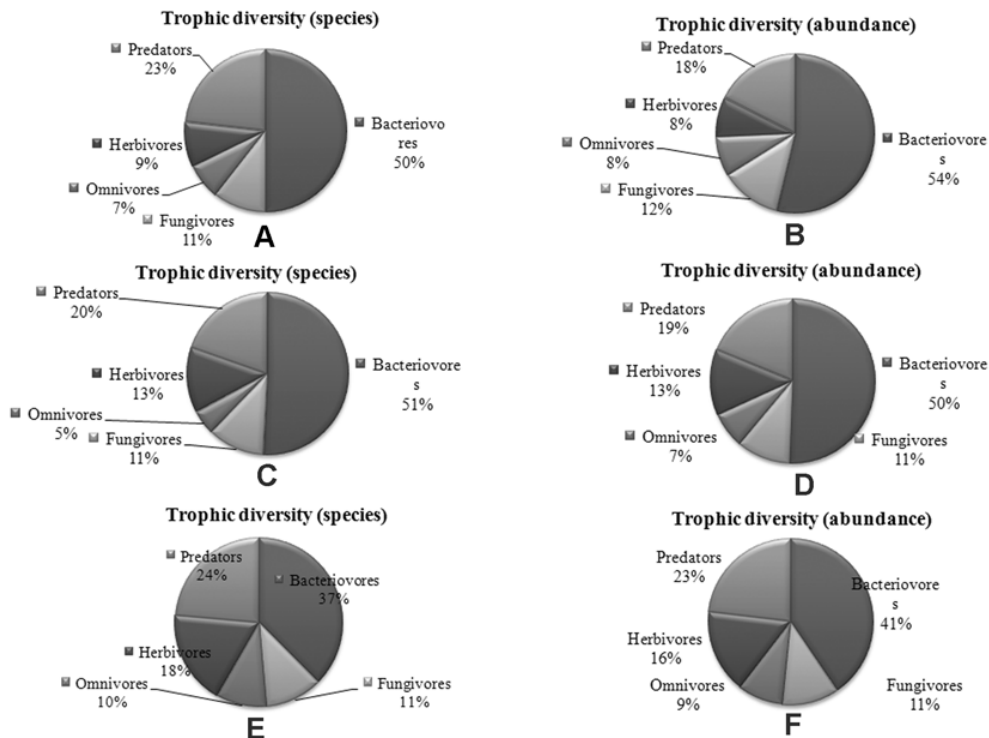 Trophic diversity (species)
Predators
23%
Herbivores
9%
Omnivores
7%
Fungivores
11%
Bacteriovo
res
50%
A
Trophic diversity (abundance)
Predators
18%
Herbivores
8%
Omnivores
8%
Fungivores
12%
Bacteriovore
s
54%
B
Trophic diversity (species)
Predators
20%
Herbivores
13%
Omnivores
5%
Fungivores
11%
Bacteriovore
s
51%
C
Trophic diversity (abundance)
Predators
19%
Herbivores
13%
Omnivores
7%
Bacteriovore
s
50%
Fungivores
11%
D
Trophic diversity (species)
Predators
24%
Bacteriovores
37%
Herbivores
18%
Omnivores
10%
Fungivores
11%
E
Trophic diversity (abundance)
Predators
23%
Bacteriovore
s
41%
Herbivores
16%
Omnivores
9%
Fungivores
11%
F